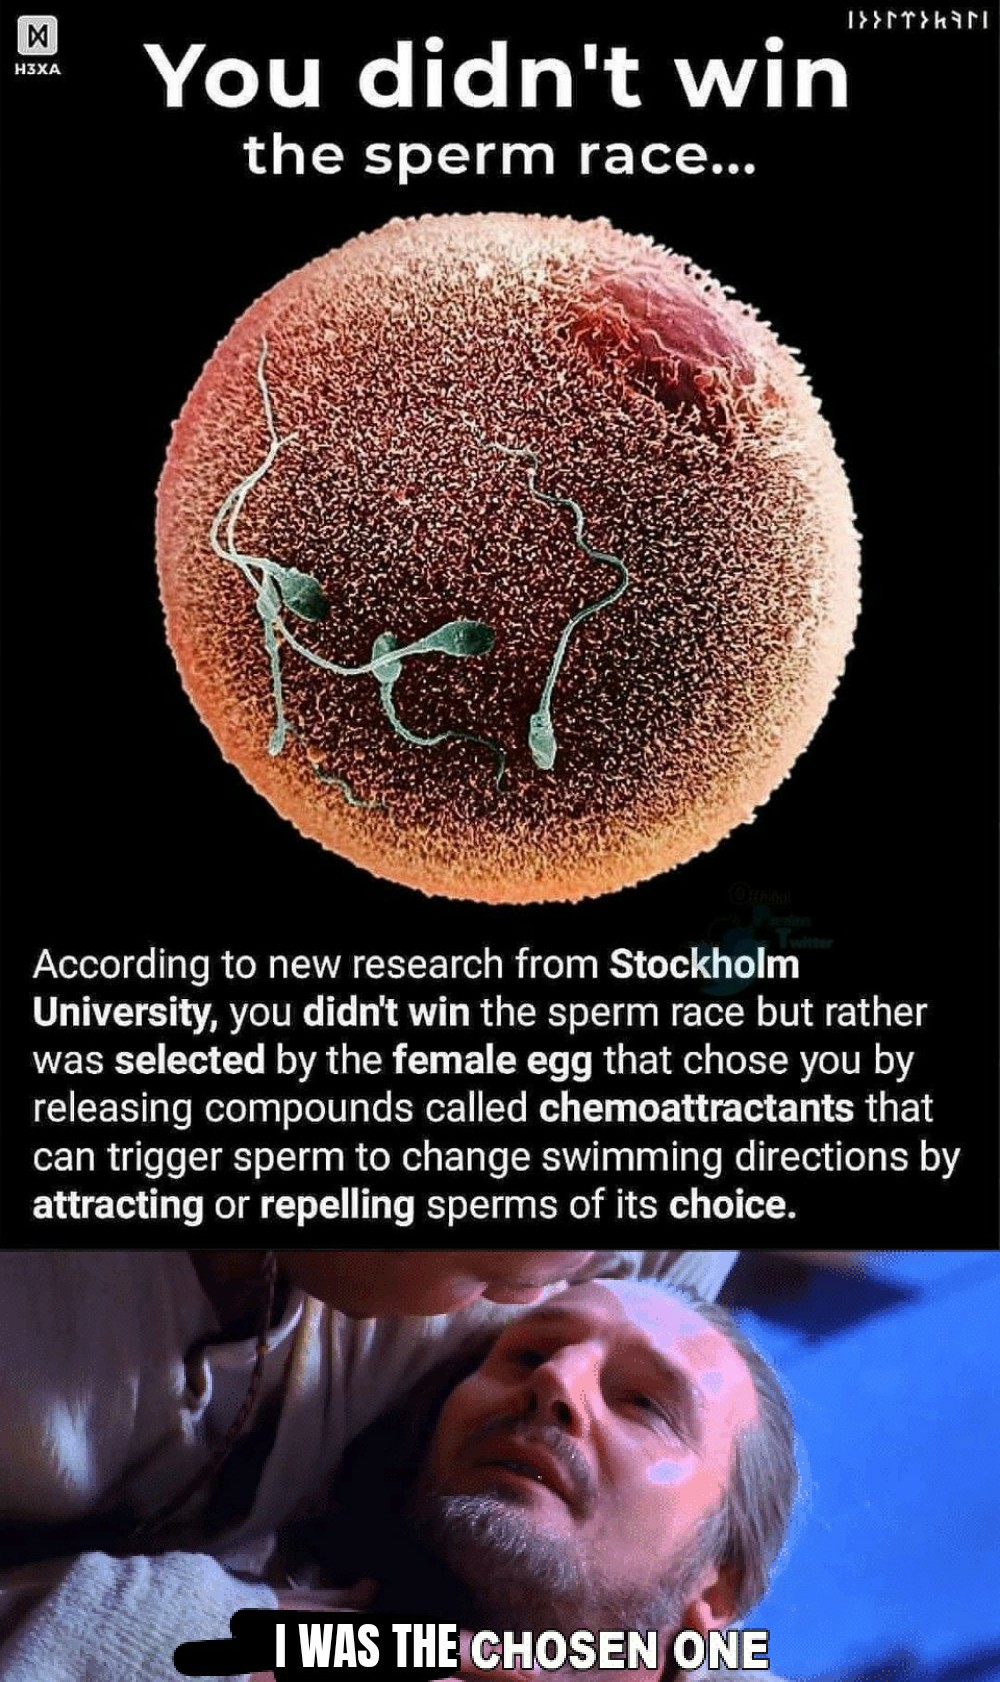 H3XA
You didn't win
the sperm race...
Official
Twitter
According to new research from Stockholm
University, you didn't win the sperm race but rather
was selected by the female egg that chose you by
releasing compounds called chemoattractants that
can trigger sperm to change swimming directions by
attracting or repelling sperms of its choice.
I WAS THE CHOSEN ONE